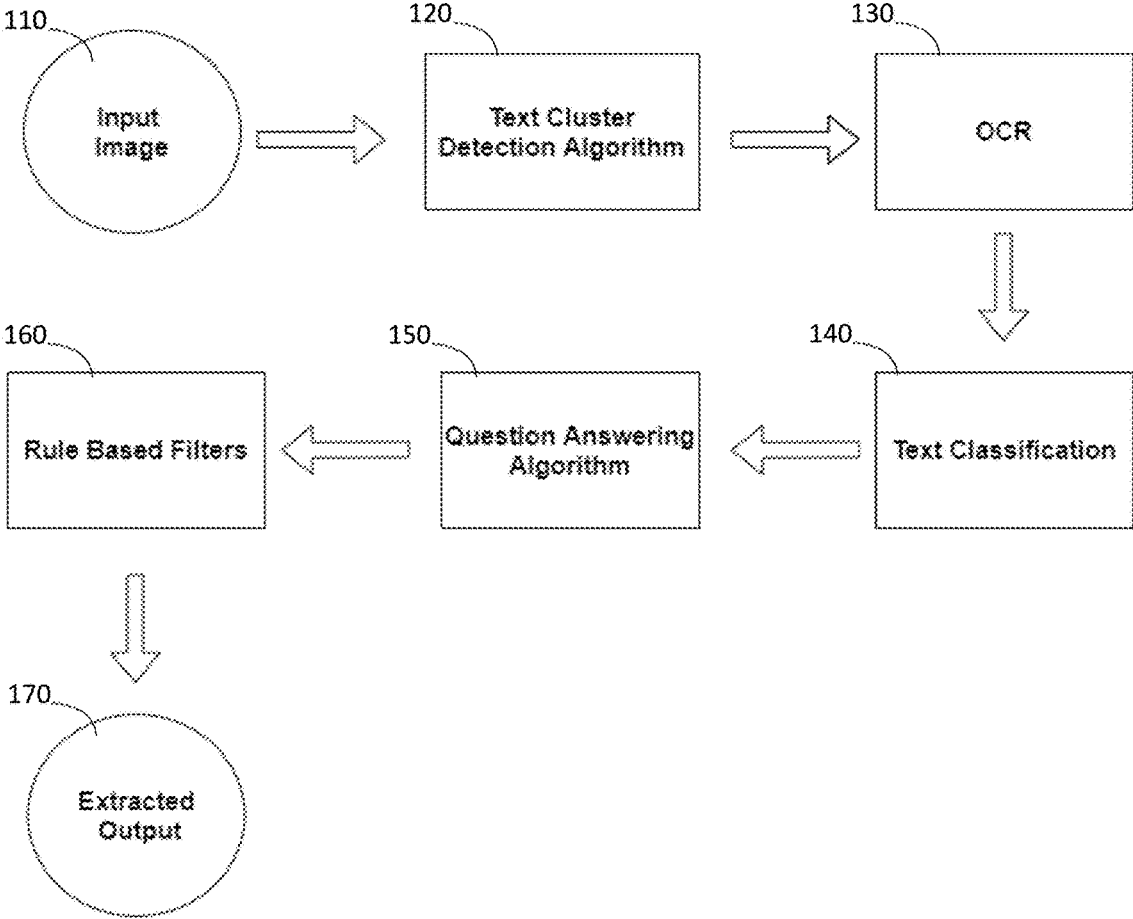 110
Input
Image
120
Text Cluster
Detection Algorithm
130
OCR
140
Text Classification
150
Question Answering
Algorithm
160
Rule Based Filters
170
Extracted
Output